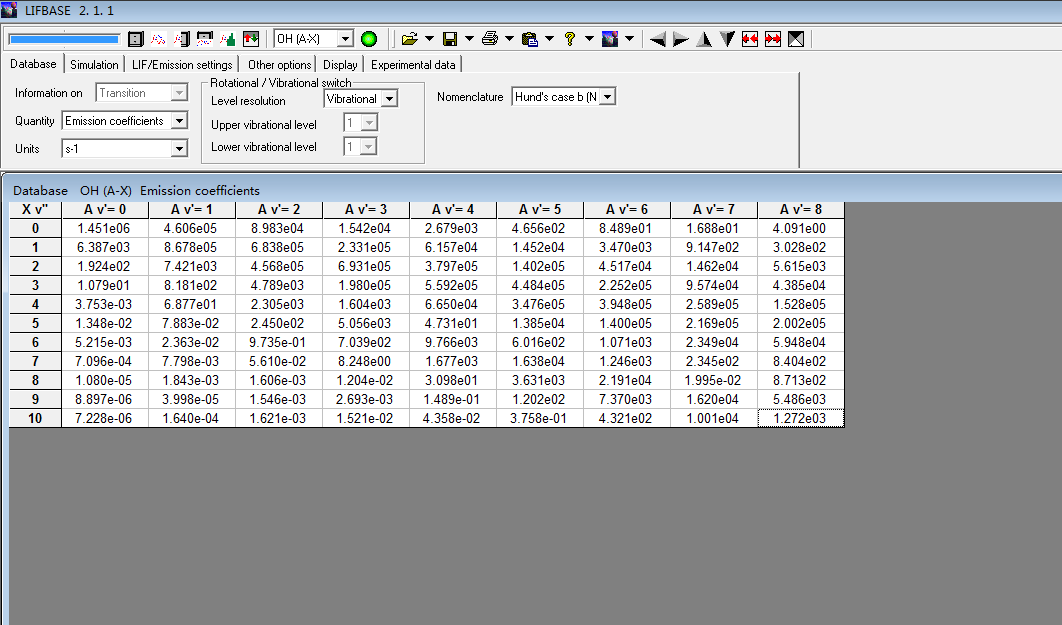 LIFBASE 2. 1. 1
OH (A-X)
Database Simulation LIF/Emission settings Other options Display Experimental data
Information on Transition
Quantity Emission coefficients
Units s-1
Rotational / Vibrational switch
Level resolution Vibrational
Upper vibrational level 1
Lower vibrational level 1
Nomenclature Hund's case b (N
Database OH (A-X) Emission coefficients
X v" A v'= 0 A v'= 1 A v'= 2 A v'= 3 A v'= 4 A v'= 5 A v'= 6 A v'= 7 A v'= 8
0 1.451e06 4.606e05 8.983e04 1.542e04 2.679e03 4.656e02 8.489e01 1.688e01 4.091e00
1 6.387e03 8.678e05 6.838e05 2.331e05 6.157e04 1.452e04 3.470e03 9.147e02 3.028e02
2 1.924e02 7.421e03 4.568e05 6.931e05 3.797e05 1.402e05 4.517e04 1.462e04 5.615e03
3 1.079e01 8.181e02 4.789e03 1.980e05 5.592e05 4.484e05 2.252e05 9.574e04 4.385e04
4 3.753e-03 6.877e01 2.305e03 1.604e03 6.650e04 3.476e05 3.948e05 2.589e05 1.528e05
5 1.348e-02 7.883e-02 2.450e02 5.056e03 4.731e01 1.385e04 1.400e05 2.169e05 2.002e05
6 5.215e-03 2.363e-02 9.735e-01 7.039e02 9.766e03 6.016e02 1.071e03 2.349e04 5.948e04
7 7.096e-04 7.798e-03 5.610e-02 8.248e00 1.677e03 1.638e04 1.246e03 2.345e02 8.404e02
8 1.080e-05 1.843e-03 1.606e-03 1.204e-02 3.098e01 3.631e03 2.191e04 1.995e-02 8.713e02
9 8.897e-06 3.998e-05 1.546e-03 2.693e-03 1.489e-01 1.202e02 7.370e03 1.620e04 5.486e03
10 7.228e-06 1.640e-04 1.621e-03 1.521e-02 4.358e-02 3.758e-01 4.321e02 1.001e04 1.272e03